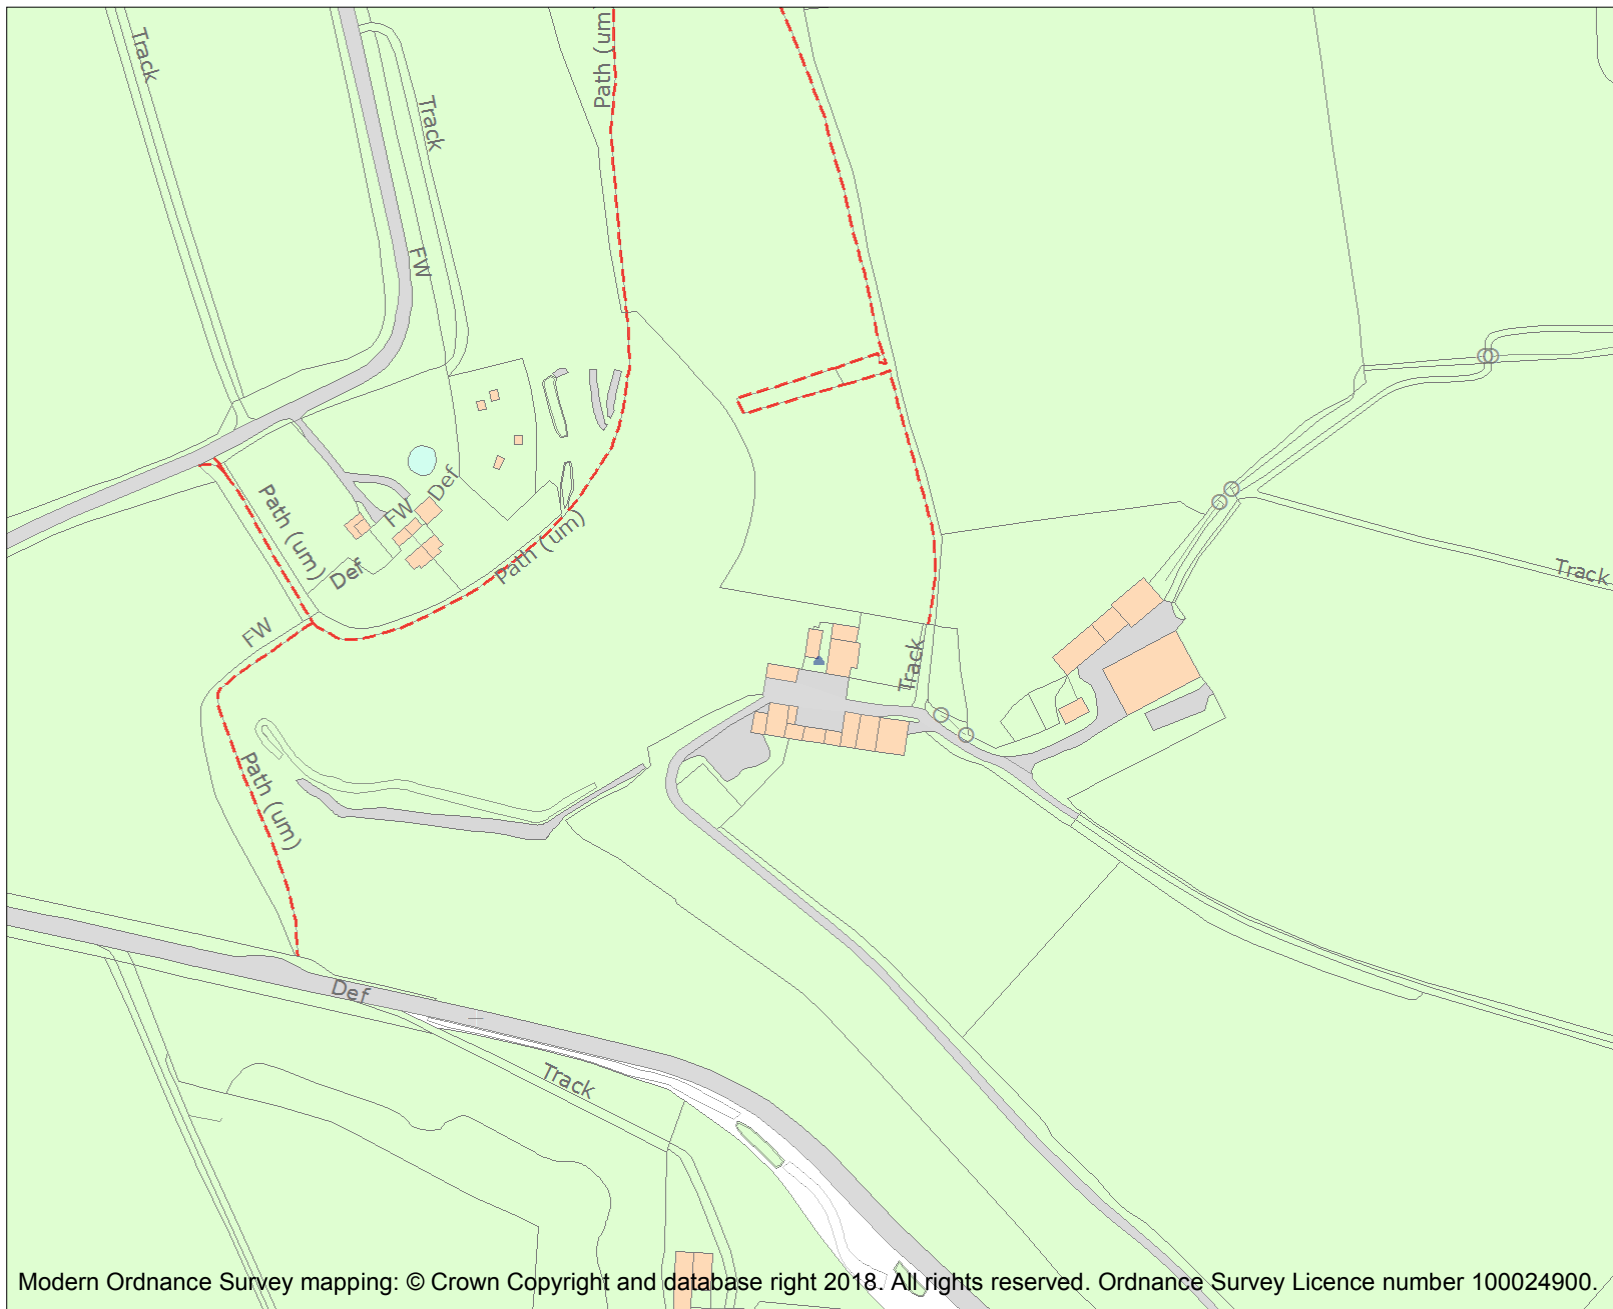 Track
Path (um
Track
FW
Def
Path (um)
FW
Path (um)
Def
Track
FW
Track
Path (um)
Def
Track
Modern Ordnance Survey mapping: © Crown Copyright and database right 2018. All rights reserved. Ordnance Survey Licence number 100024900.